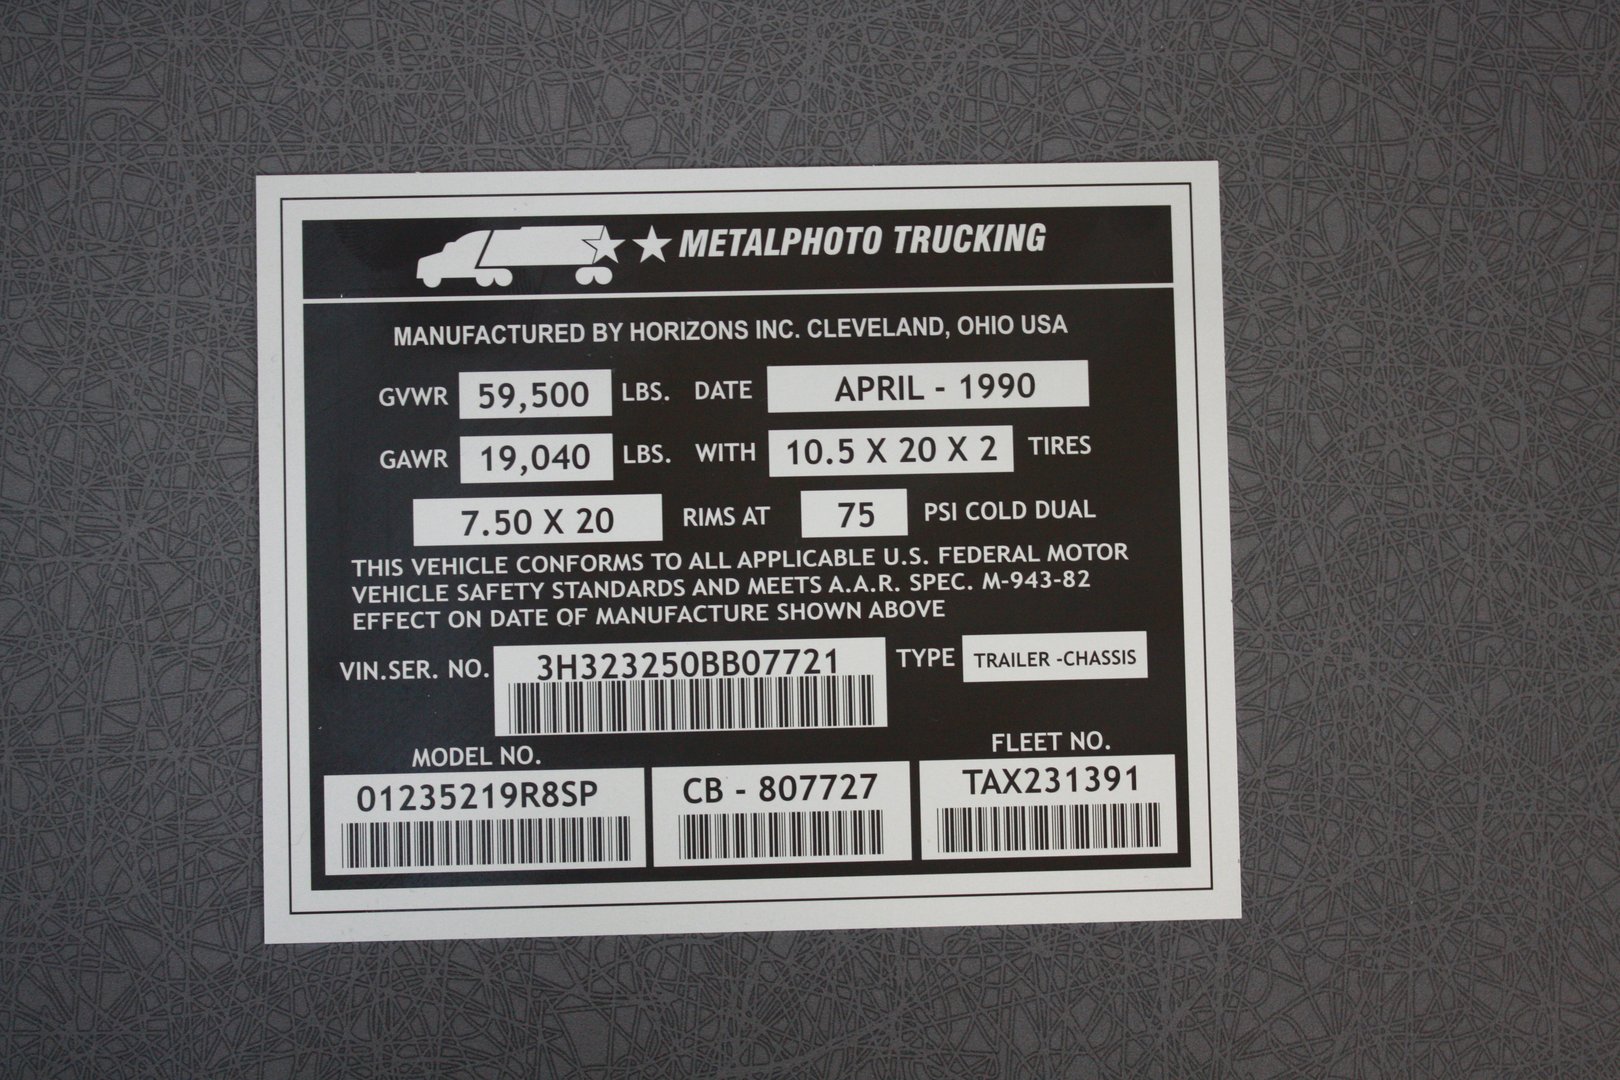 METALPHOTO TRUCKING
MANUFACTURED BY HORIZONS INC. CLEVELAND, OHIO USA
GVWR 59,500 LBS. DATE APRIL - 1990
GAWR 19,040 LBS. WITH 10.5 X 20 X 2 TIRES
7.50 X 20 RIMS AT 75 PSI COLD DUAL
THIS VEHICLE CONFORMS TO ALL APPLICABLE U.S. FEDERAL MOTOR
VEHICLE SAFETY STANDARDS AND MEETS A.A.R. SPEC. M-943-82
EFFECT ON DATE OF MANUFACTURE SHOWN ABOVE
VIN.SER. NO. 3H323250BB07721 TYPE TRAILER -CHASSIS
MODEL NO. FLEET NO.
01235219R8SP CB - 807727 TAX231391